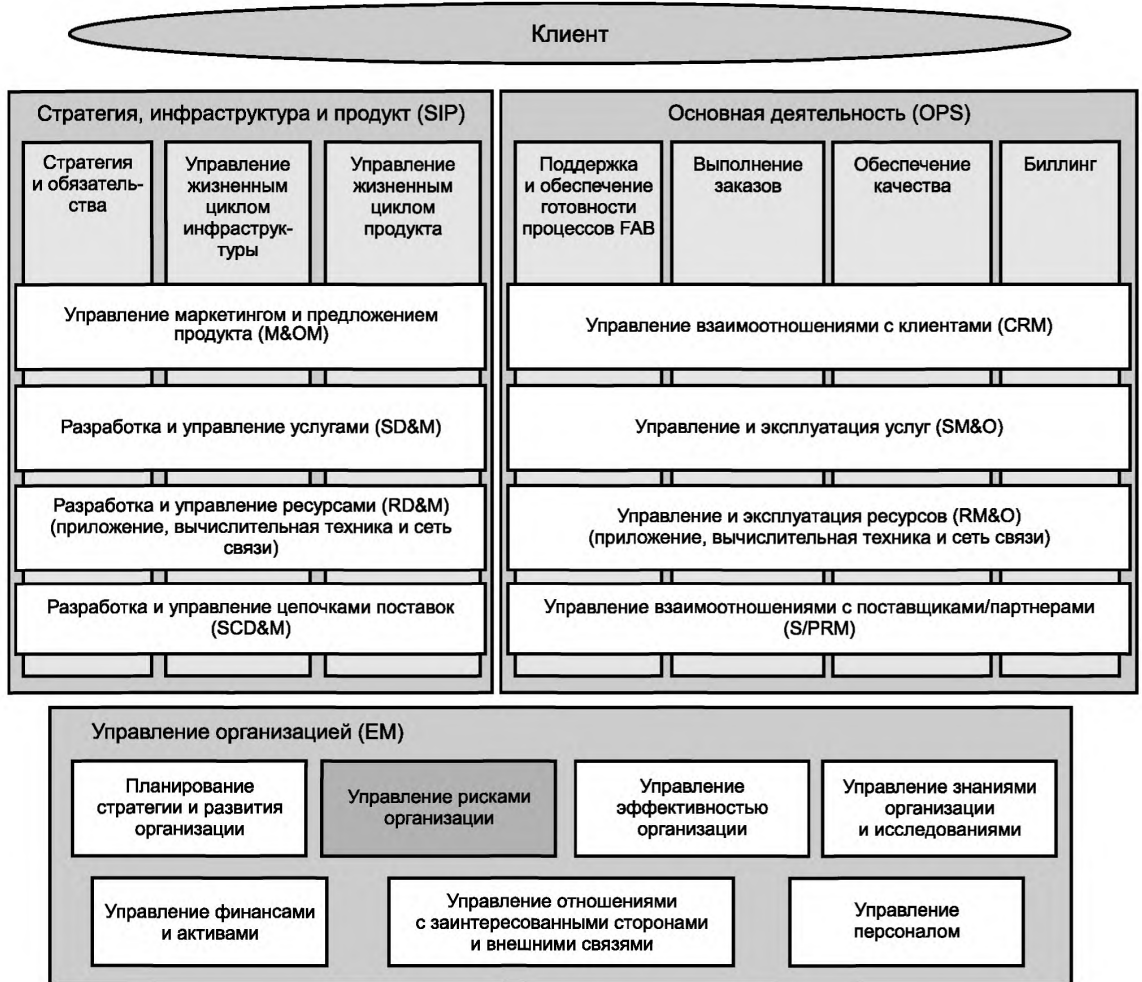 Клиент
Стратегия, инфраструктура и продукт (SIP)
Стратегия
и обязатель-
ства
Управление
жизненным
циклом
инфраструк-
туры
Управление
жизненным
циклом
продукта
Управление маркетингом и предложением
продукта (M&OM)
Разработка и управление услугами (SD&M)
Разработка и управление ресурсами (RD&M)
(приложение, вычислительная техника и сеть
связи)
Разработка и управление цепочками поставок
(SCD&M)
Основная деятельность (OPS)
Поддержка
и обеспечение
готовности
процессов FAB
Выполнение
заказов
Обеспечение
качества
Биллинг
Управление взаимоотношениями с клиентами (CRM)
Управление и эксплуатация услуг (SM&O)
Управление и эксплуатация ресурсов (RM&O)
(приложение, вычислительная техника и сеть связи)
Управление взаимоотношениями с поставщиками/партнерами
(S/PRM)
Управление организацией (EM)
Планирование
стратегии и развития
организации
Управление рисками
организации
Управление
эффективностью
организации
Управление знаниями
организации
и исследованиями
Управление финансами
и активами
Управление отношениями
с заинтересованными сторонами
и внешними связями
Управление
персоналом